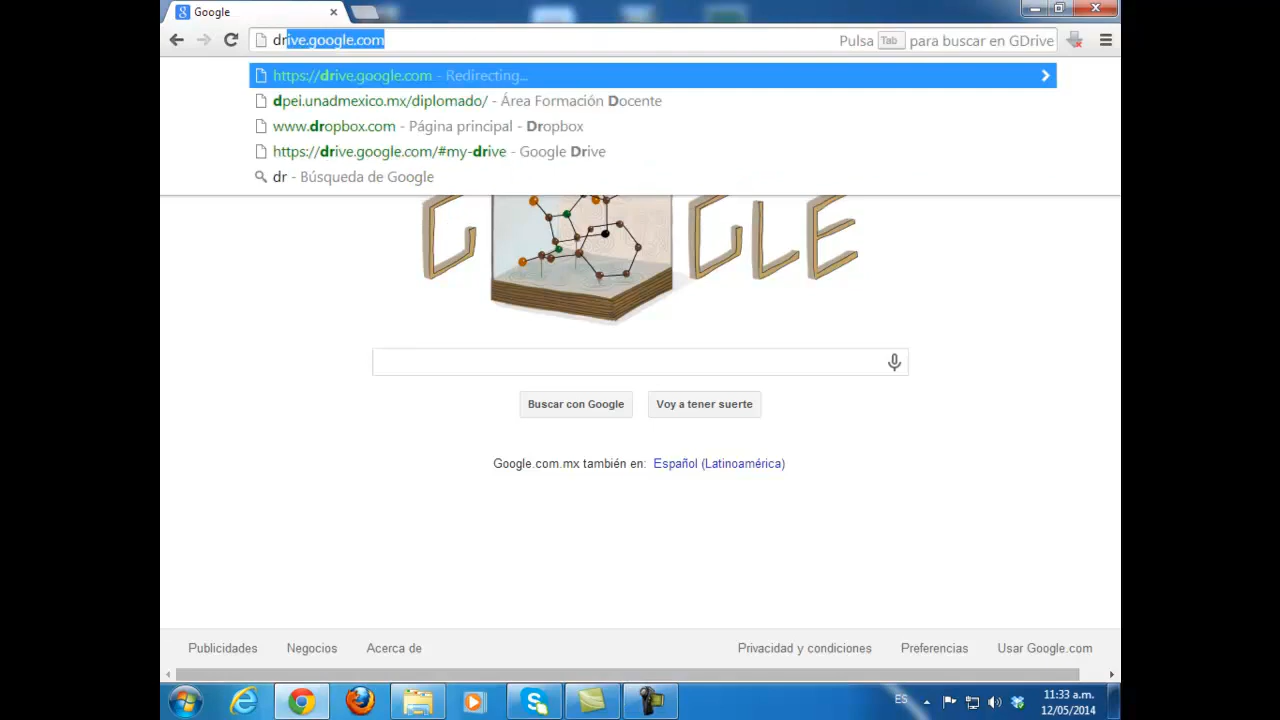 Google
drive.google.com Pulsa Tab para buscar en GDrive
https://drive.google.com - Redirecting...
dpei.unadmexico.mx/diplomado/ - Área Formación Docente
www.dropbox.com - Página principal - Dropbox
https://drive.google.com/#my-drive - Google Drive
dr - Búsqueda de Google
G GLE
Buscar con Google Voy a tener suerte
Google.com.mx también en: Español (Latinoamérica)
Publicidades Negocios Acerca de Privacidad y condiciones Preferencias Usar Google.com
ES 11:33 a.m.
12/05/2014